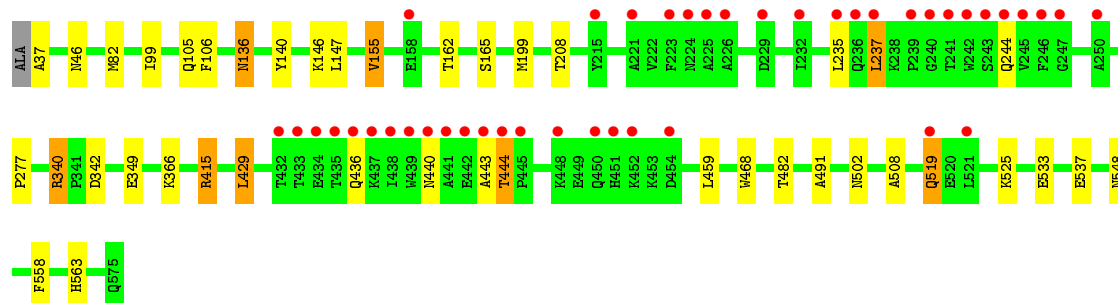 ALA A37 N46 M82 I99 Q105 F106 N136 Y140 K146 L147 V155 E158 T162 S165 M199 T208 Y215 A221 V222 F223 N224 A225 A226 D229 I232 L235 Q236 L237 K238 P239 G240 T241 W242 S243 Q244 V245 F246 G247 A250
P277 R340 P341 D342 E349 K366 R415 L429 T432 T433 E434 T435 Q436 K437 I438 W439 N440 A441 E442 A443 T444 P445 K448 E449 Q450 H451 K452 K453 D454 L459 W468 T482 A491 N502 A508 Q519 E520 L521 K525 E533 E537 N548
F558 H563 Q575